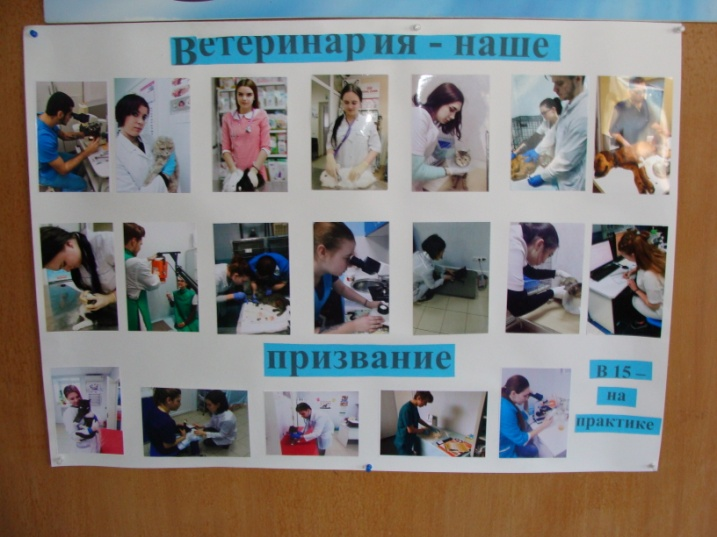 Ветеринария - наше
призвание
В 15 –
на
практике